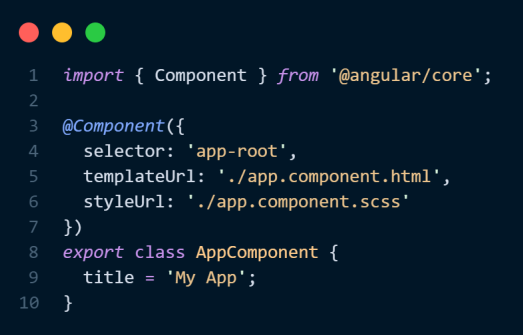 1 import { Component } from '@angular/core';
2
3 @Component({
4   selector: 'app-root',
5   templateUrl: './app.component.html',
6   styleUrl: './app.component.scss'
7 })
8 export class AppComponent {
9   title = 'My App';
10 }